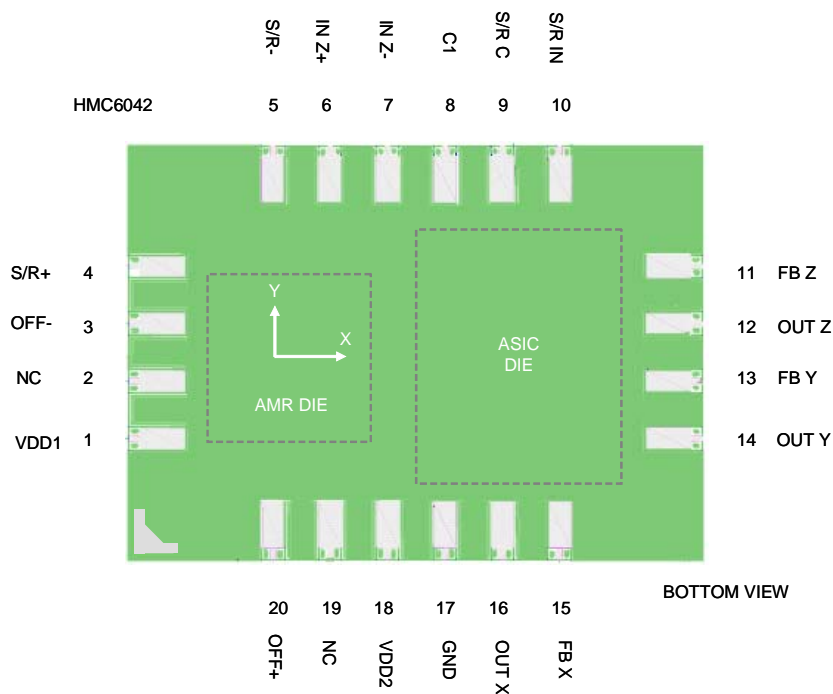 S/R-
IN Z+
IN Z-
C1
S/R C
S/R IN
HMC6042
5
6
7
8
9
10
S/R+ 4
OFF- 3
NC 2
VDD1 1
Y
X
AMR DIE
ASIC
DIE
11 FB Z
12 OUT Z
13 FB Y
14 OUT Y
BOTTOM VIEW
20
19
18
17
16
15
OFF+
NC
VDD2
GND
OUT X
FB X